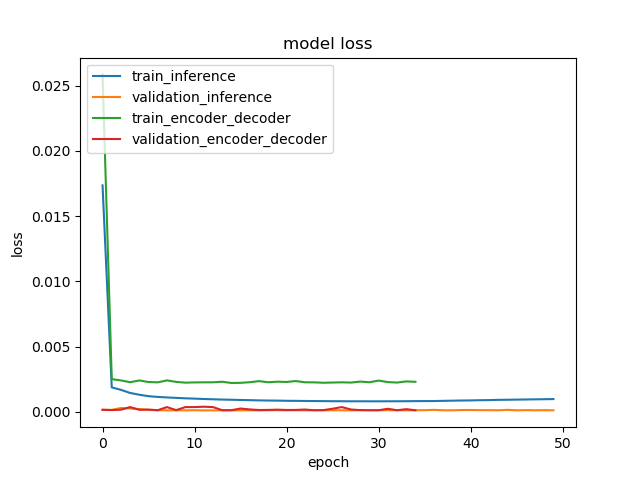 model loss
train_inference
validation_inference
train_encoder_decoder
validation_encoder_decoder
loss
0.025
0.020
0.015
0.010
0.005
0.000
0 10 20 30 40 50
epoch